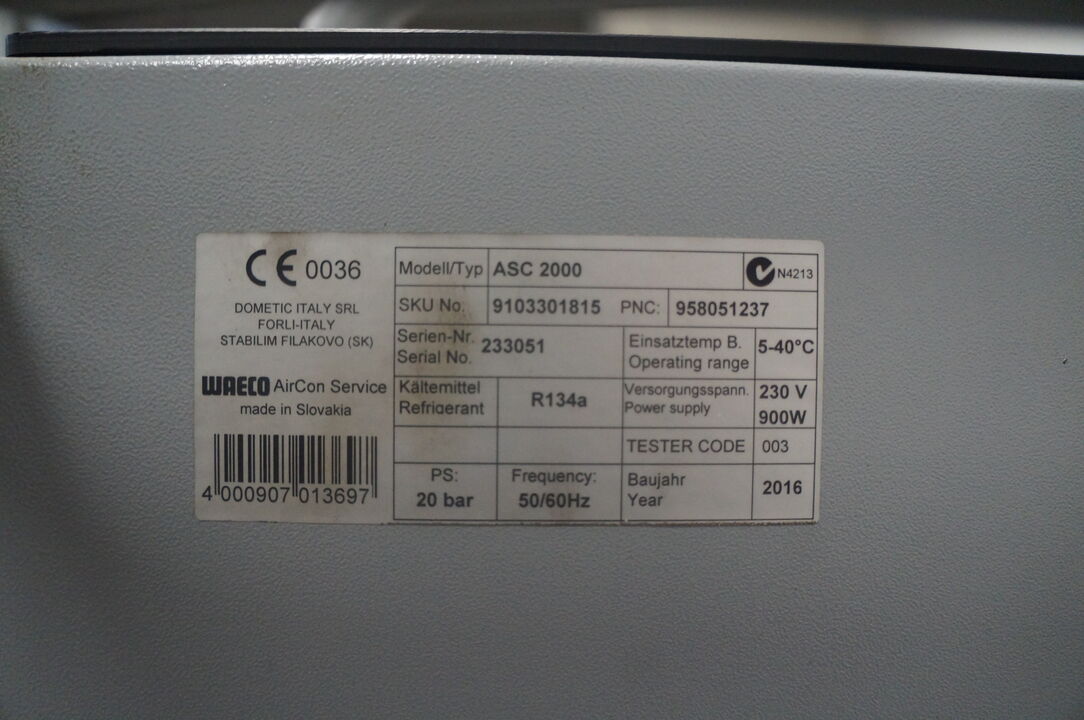 CE 0036
DOMETIC ITALY SRL
FORLI-ITALY
STABILIM FILAKOVO (SK)
WAECO AirCon Service
made in Slovakia
4 000907 013697
Modell/Typ ASC 2000 N4213
SKU No. 9103301815 PNC: 958051237
Serien-Nr.
Serial No. 233051
Einsatztemp B.
Operating range 5-40°C
Kältemittel
Refrigerant R134a
Versorgungsspann. 230 V
Power supply 900W
TESTER CODE 003
PS:
20 bar
Frequency:
50/60Hz
Baujahr
Year 2016